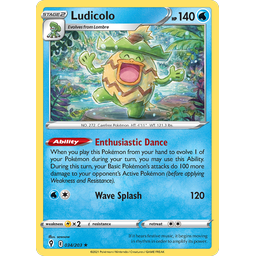 STAGE 2 Ludicolo HP 140
Evolves from Lombre
Ability Enthusiastic Dance
When you play this Pokémon from your hand to evolve 1 of
your Pokémon during your turn, you may use this Ability.
During your turn, your Basic Pokémon's attacks do 100 more
damage to your opponent's Active Pokémon (before applying
Weakness and Resistance).
Wave Splash 120
Weakness ×2 Resistance Retreat
034/203 ★